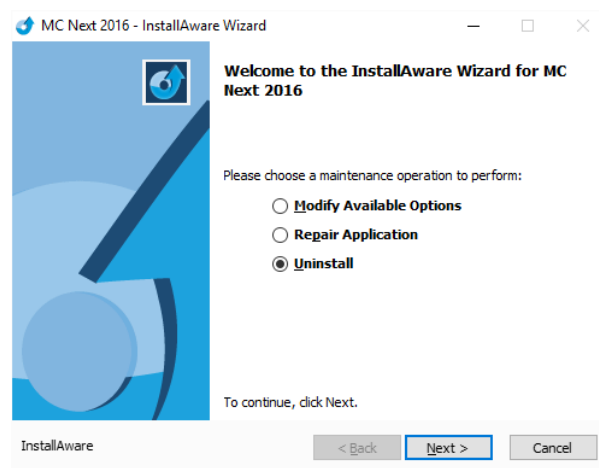 MC Next 2016 - InstallAware Wizard
Welcome to the InstallAware Wizard for MC
Next 2016
Please choose a maintenance operation to perform:
Modify Available Options
Repair Application
Uninstall
To continue, click Next.
InstallAware
< Back
Next >
Cancel